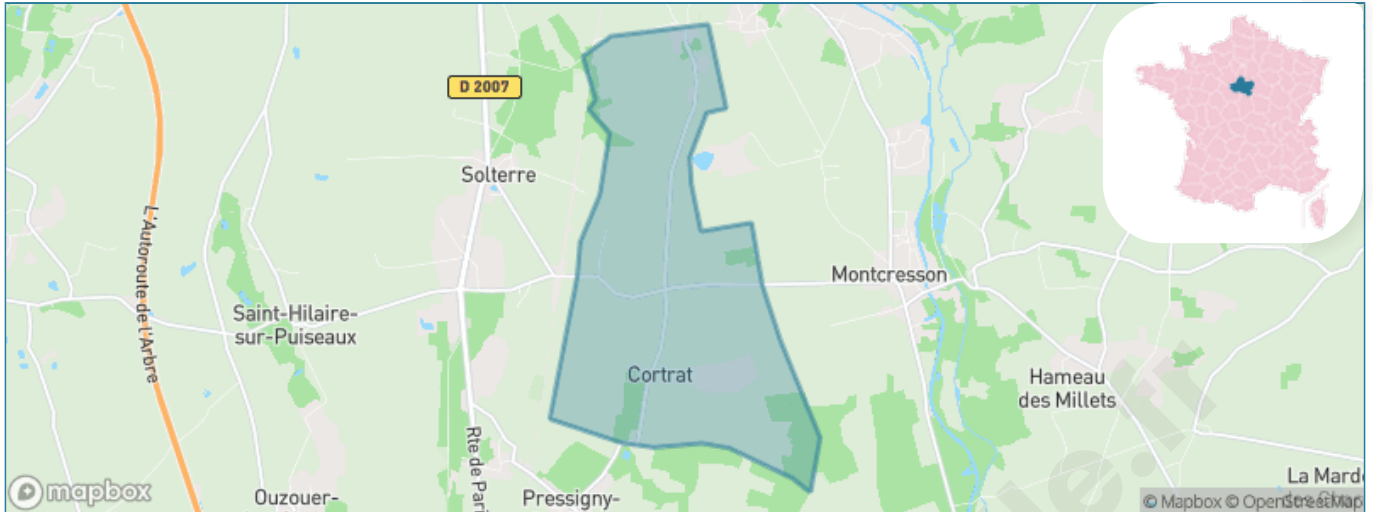 D 2007
Solterre
L'Autoroute de l'Arbre
Montcresson
Saint-Hilaire-
sur-Puiseaux
Cortrat
Hameau
des Millets
Rte de Pari
La Mard
Ouzouer-
Pressigny-
mapbox
© Mapbox © OpenStreetMap